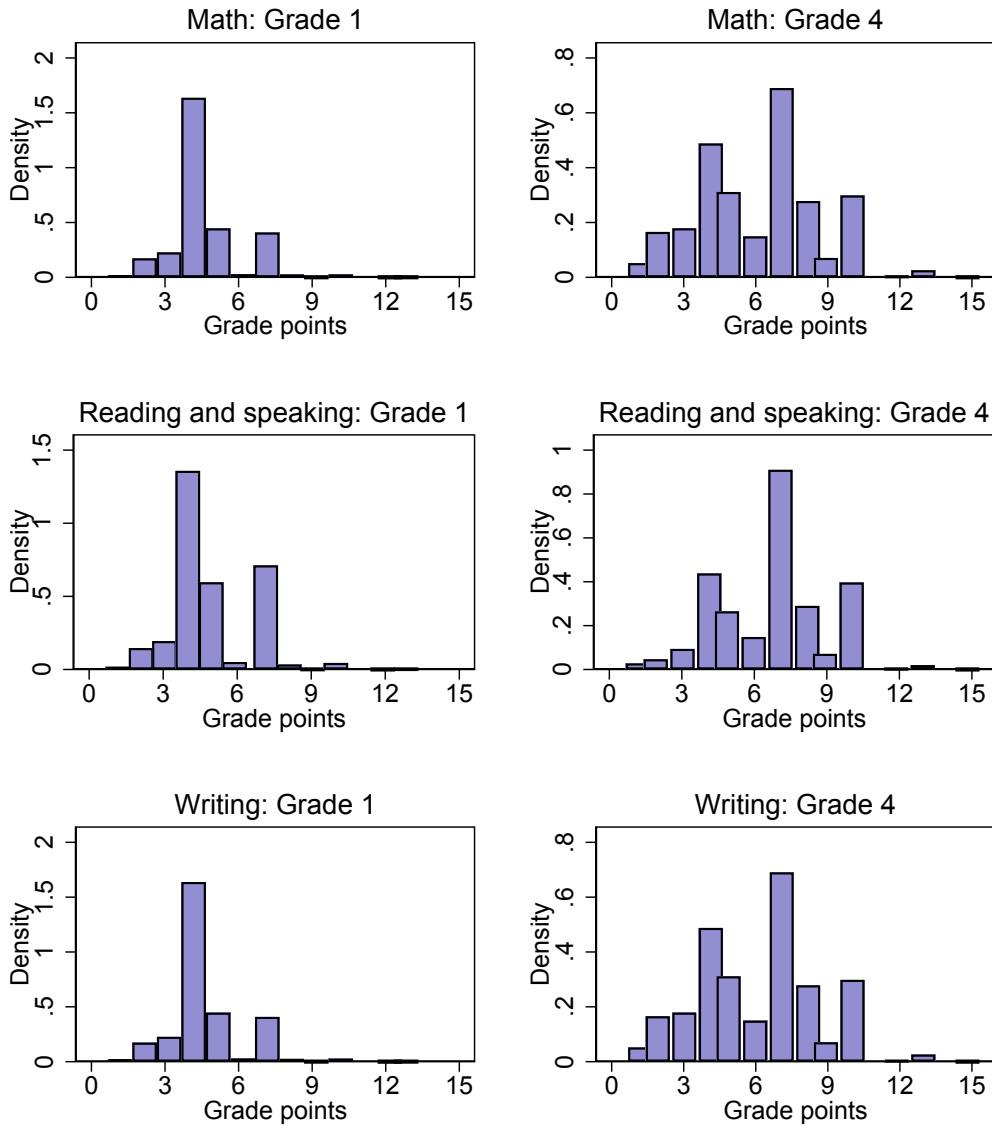 Math: Grade 1
Density
0 .5 1 1.5 2
0 3 6 9 12 15
Grade points
Math: Grade 4
Density
0 .2 .4 .6 .8
0 3 6 9 12 15
Grade points
Reading and speaking: Grade 1
Density
0 .5 1 1.5
0 3 6 9 12 15
Grade points
Reading and speaking: Grade 4
Density
0 .2 .4 .6 .8 1
0 3 6 9 12 15
Grade points
Writing: Grade 1
Density
0 .5 1 1.5 2
0 3 6 9 12 15
Grade points
Writing: Grade 4
Density
0 .2 .4 .6 .8
0 3 6 9 12 15
Grade points